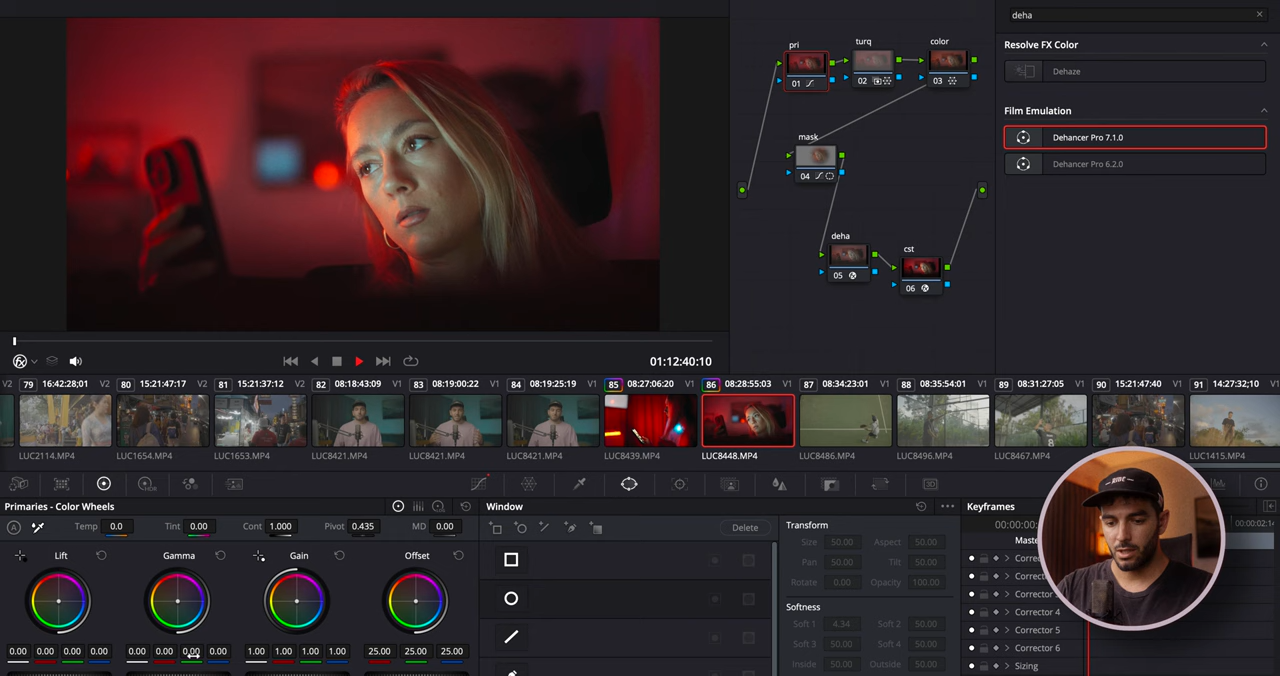 deha
Resolve FX Color
Dehaze
Film Emulation
Dehancer Pro 7.1.0
Dehancer Pro 6.2.0
pri
turq
color
01
02
03
mask
04
deha
cst
05
06
01:12:40:10
V2 79 16:42:28;01 V2
80 15:21:47:17 V1
81 15:21:37:12 V2
82 08:18:43:09 V1
83 08:19:00:22 V1
84 08:19:25:19 V1
85 08:27:06:20 V1
86 08:28:55:03 V1
87 08:34:23:01 V1
88 08:35:54:01 V1
89 08:31:27:05 V1
90 15:21:47:40 V1
91 14:27:32;10 V1
LUC2114.MP4
LUC1654.MP4
LUC1653.MP4
LUC8421.MP4
LUC8421.MP4
LUC8421.MP4
LUC8439.MP4
LUC8448.MP4
LUC8486.MP4
LUC8496.MP4
LUC8467.MP4
LUC1415.MP4
HDR
3D
Primaries - Color Wheels
Window
Keyframes
A
Temp 0.0
Tint 0.00
Cont 1.000
Pivot 0.435
MD 0.00
Delete
Lift
Gamma
Gain
Offset
0.00 0.00 0.00 0.00
0.00 0.00 0.00 0.00
1.00 1.00 1.00 1.00
25.00 25.00 25.00
Transform
Size 50.00 Aspect 50.00
Pan 50.00 Tilt 50.00
Rotate 0.00 Opacity 100.00
Softness
Soft 1 4.34 Soft 2 50.00
Soft 3 50.00 Soft 4 50.00
Inside 50.00 Outside 50.00
00:00:02:1
Corrector 4
Corrector 5
Corrector 6
Sizing